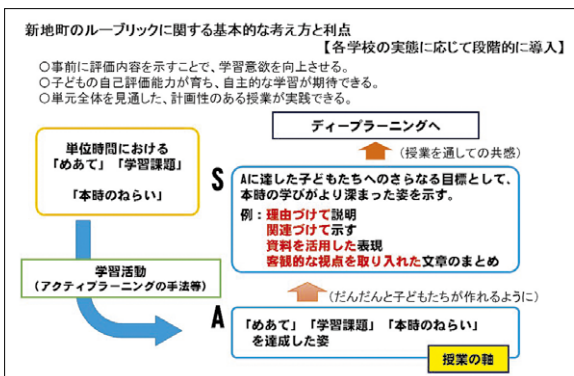 新地町のルーブリックに関する基本的な考え方と利点
【各学校の実態に応じて段階的に導入】
○事前に評価内容を示すことで、学習意欲を向上させる。
○子どもの自己評価能力が育ち、自主的な学習が期待できる。
○単元全体を見通した、計画性のある授業が実践できる。
ディープラーニングへ
(授業を通しての共感)
単位時間における
「めあて」「学習課題」
「本時のねらい」
S
Aに達した子どもたちへのさらなる目標として、
本時の学びがより深まった姿を示す。
例:理由づけて説明
関連づけて示す
資料を活用した表現
客観的な視点を取り入れた文章のまとめ
学習活動
(アクティブラーニングの手法等)
(だんだんと子どもたちが作れるように)
A
「めあて」「学習課題」「本時のねらい」
を達成した姿
授業の軸